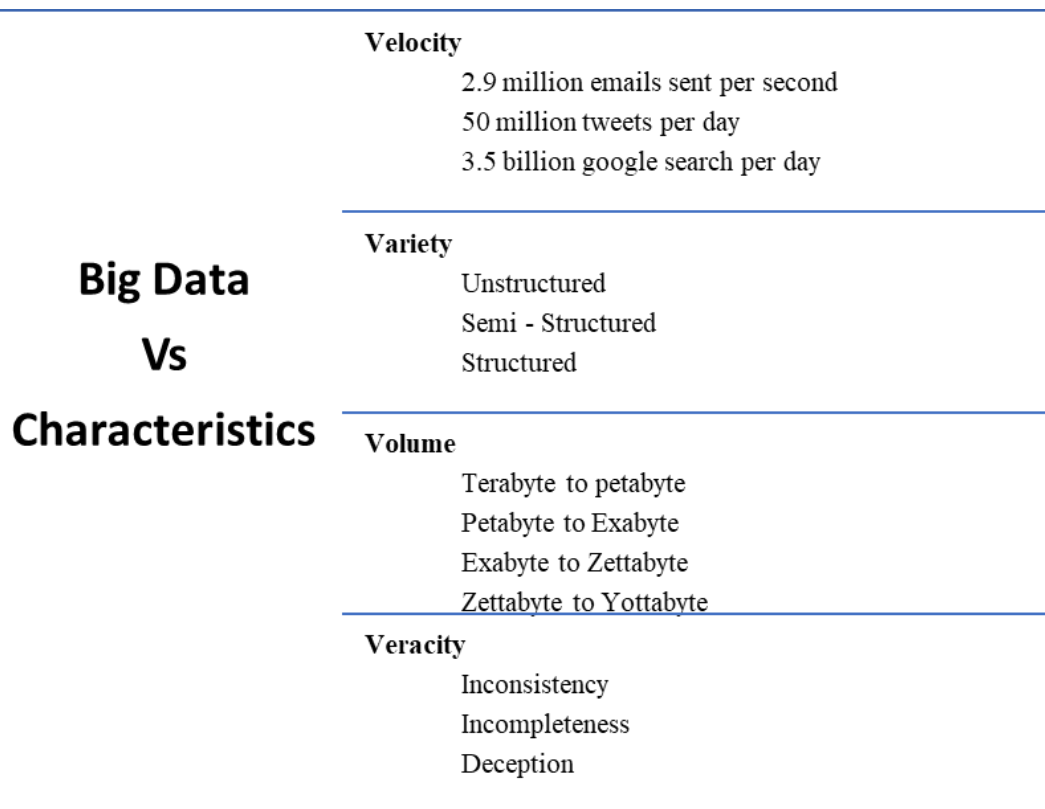 Big Data
Vs
Characteristics
Velocity
2.9 million emails sent per second
50 million tweets per day
3.5 billion google search per day
Variety
Unstructured
Semi - Structured
Structured
Volume
Terabyte to petabyte
Petabyte to Exabyte
Exabyte to Zettabyte
Zettabyte to Yottabyte
Veracity
Inconsistency
Incompleteness
Deception